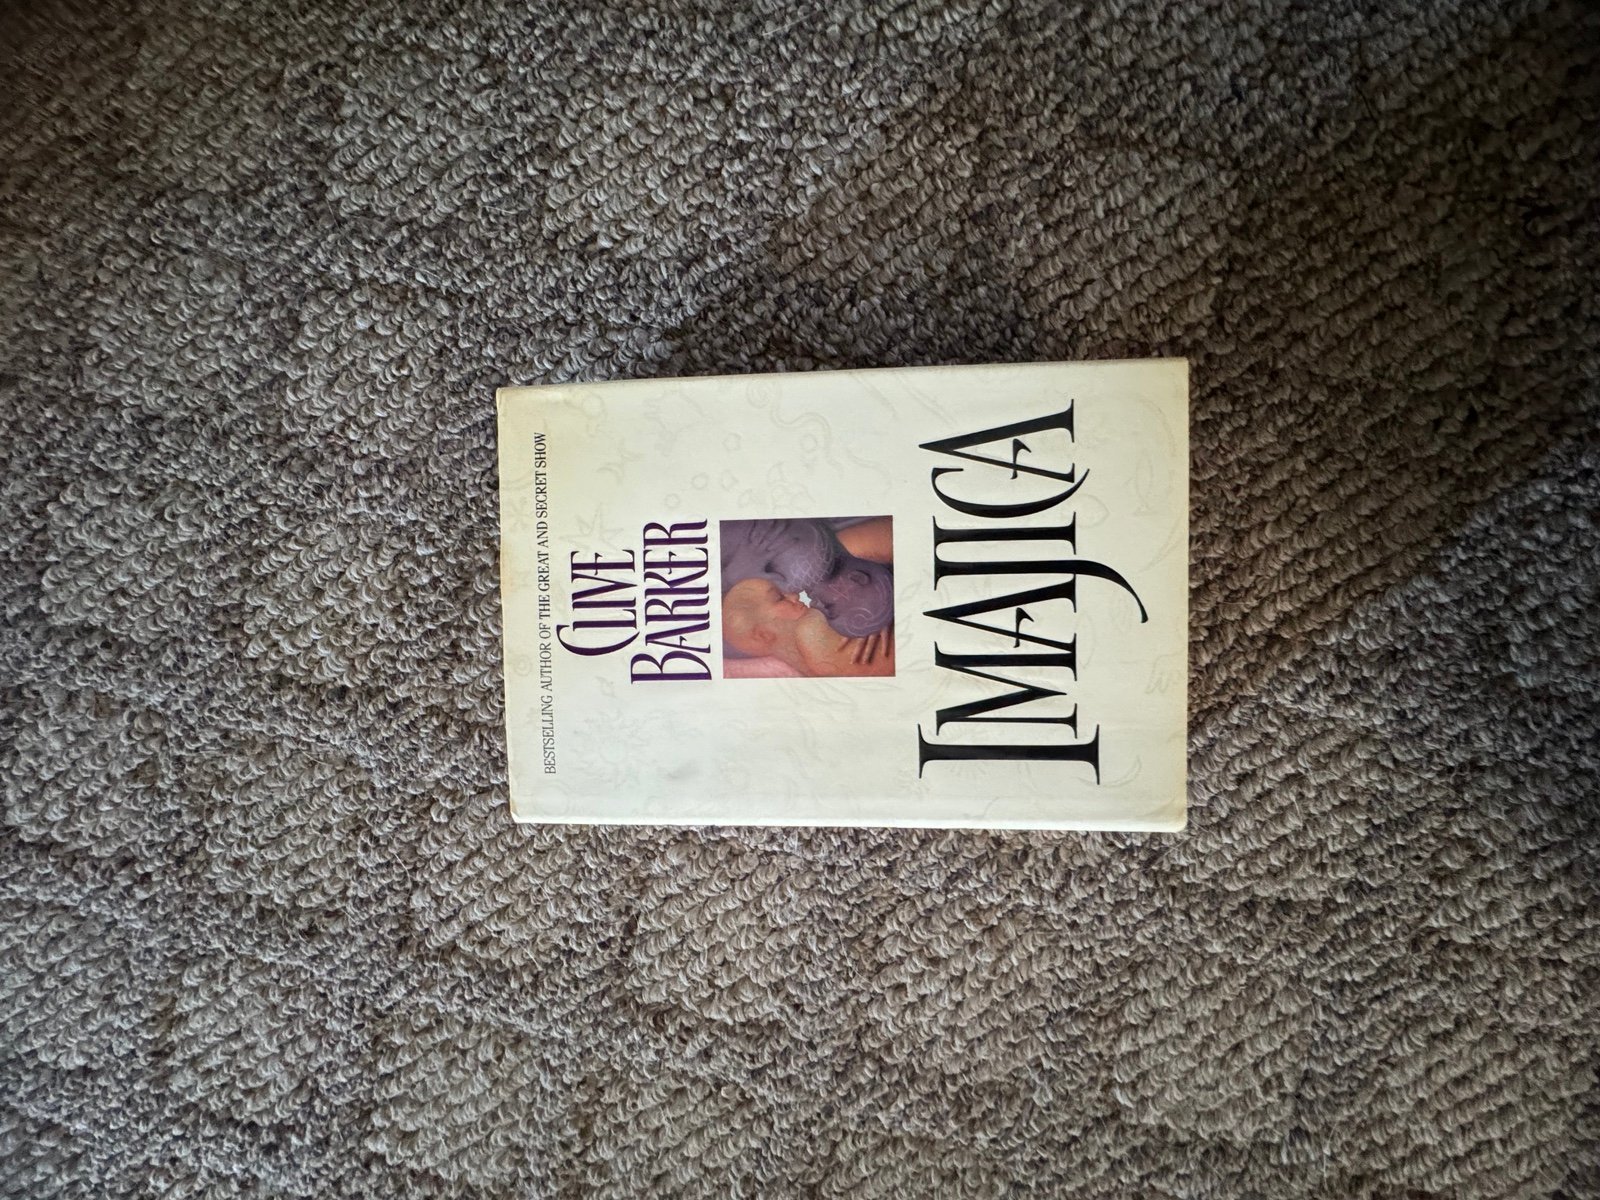 BESTSELLING AUTHOR OF THE GREAT AND SECRET SHOW
CLIVE
BARKER
IMAJICA